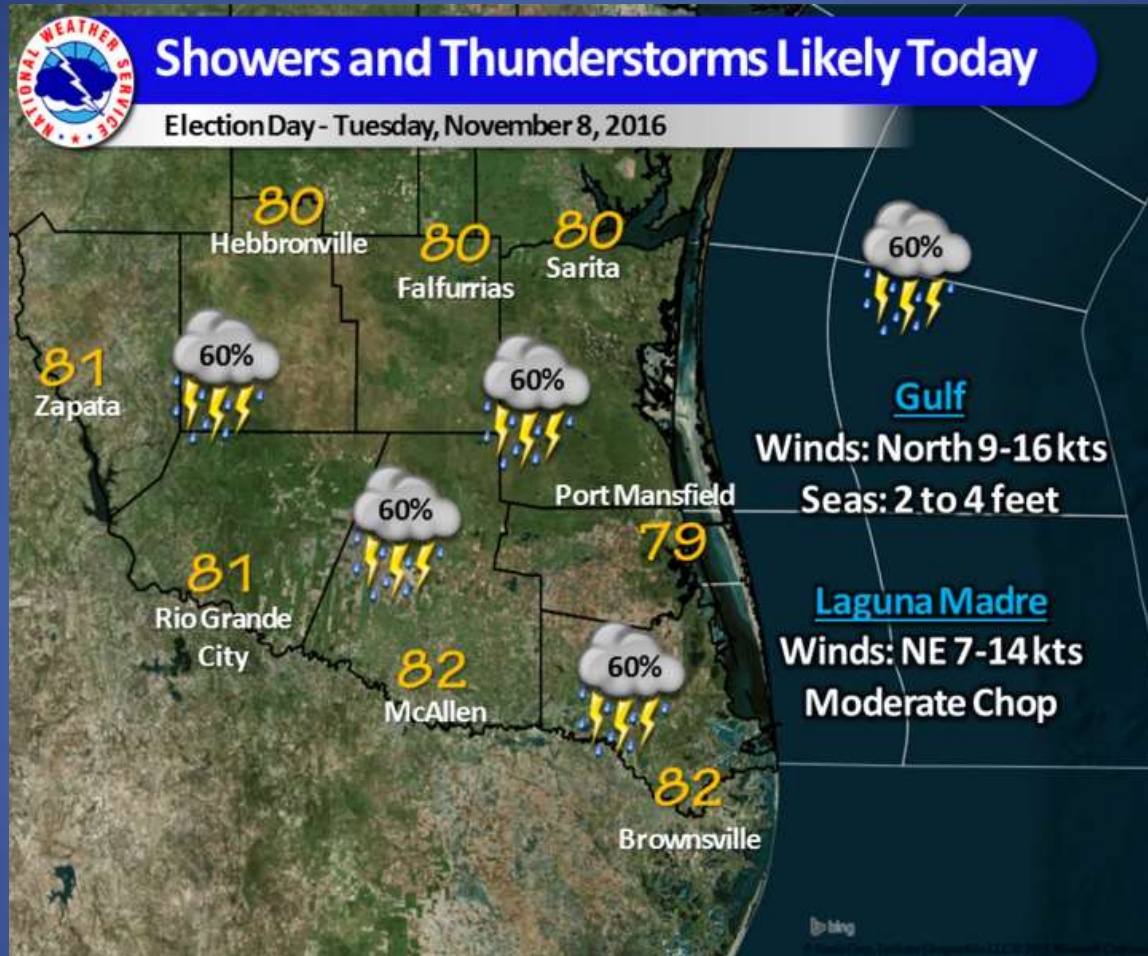 NATIONAL WEATHER SERVICE
Showers and Thunderstorms Likely Today
Election Day - Tuesday, November 8, 2016
80
Hebbronville
80
Falfurrias
80
Sarita
60%
81
Zapata
60%
60%
60%
Port Mansfield
79
81
Rio Grande
City
82
McAllen
60%
82
Brownsville
Gulf
Winds: North 9-16 kts
Seas: 2 to 4 feet
Laguna Madre
Winds: NE 7-14 kts
Moderate Chop
bing